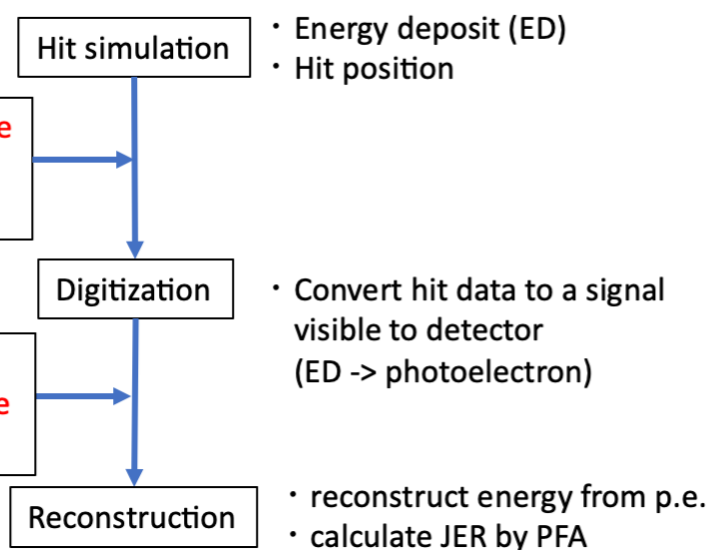 Hit simulation
・Energy deposit (ED)
・Hit position
e
Digitization
・Convert hit data to a signal
visible to detector
(ED -> photoelectron)
e
Reconstruction
・reconstruct energy from p.e.
・calculate JER by PFA